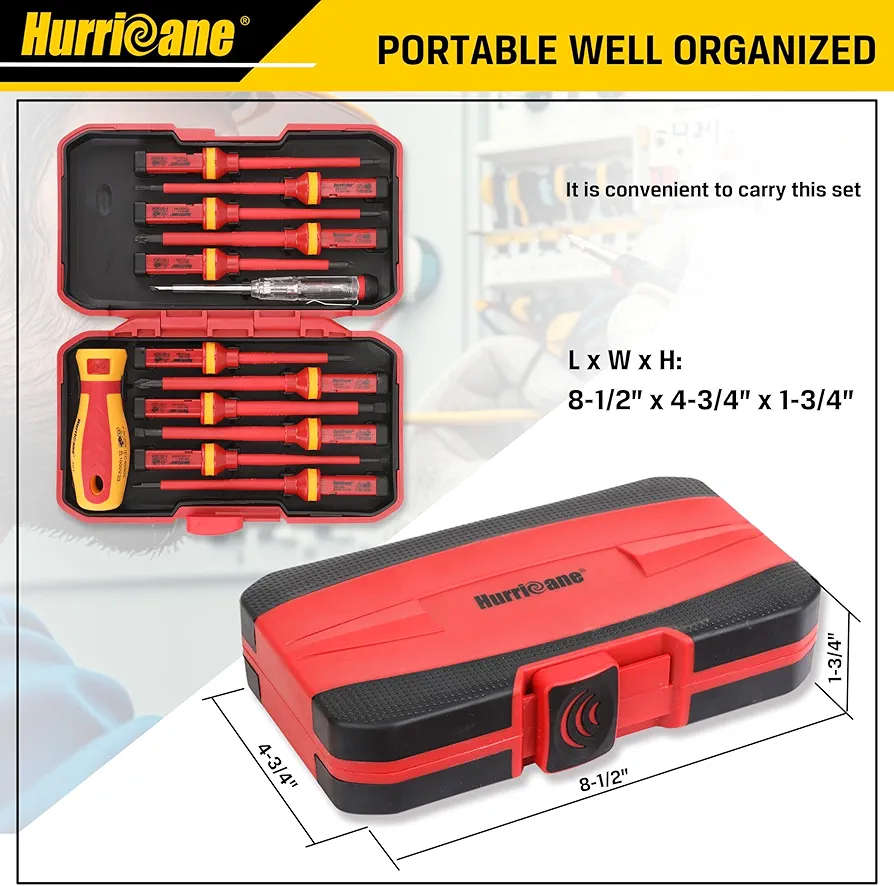 Hurricane®
PORTABLE WELL ORGANIZED
It is convenient to carry this set
L x W x H:
8-1/2" x 4-3/4" x 1-3/4"
Hurricane
Hurricane®
1-3/4"
4-3/4"
8-1/2"